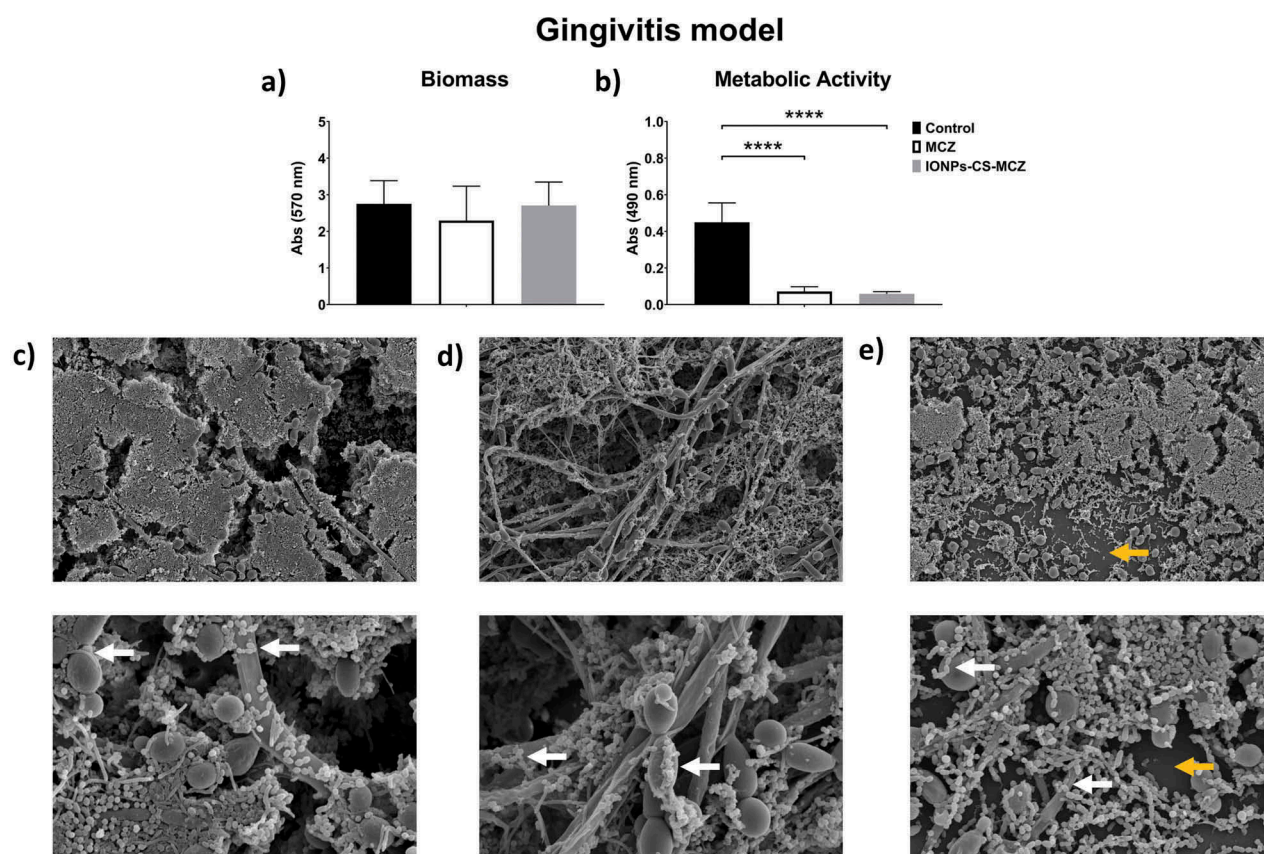 Gingivitis model
a)
Biomass
Abs (570 nm)
5
4
3
2
1
0
b)
Metabolic Activity
Abs (490 nm)
1.0
0.8
0.6
0.4
0.2
0.0
****
****
Control
MCZ
IONPs-CS-MCZ
c)
d)
e)